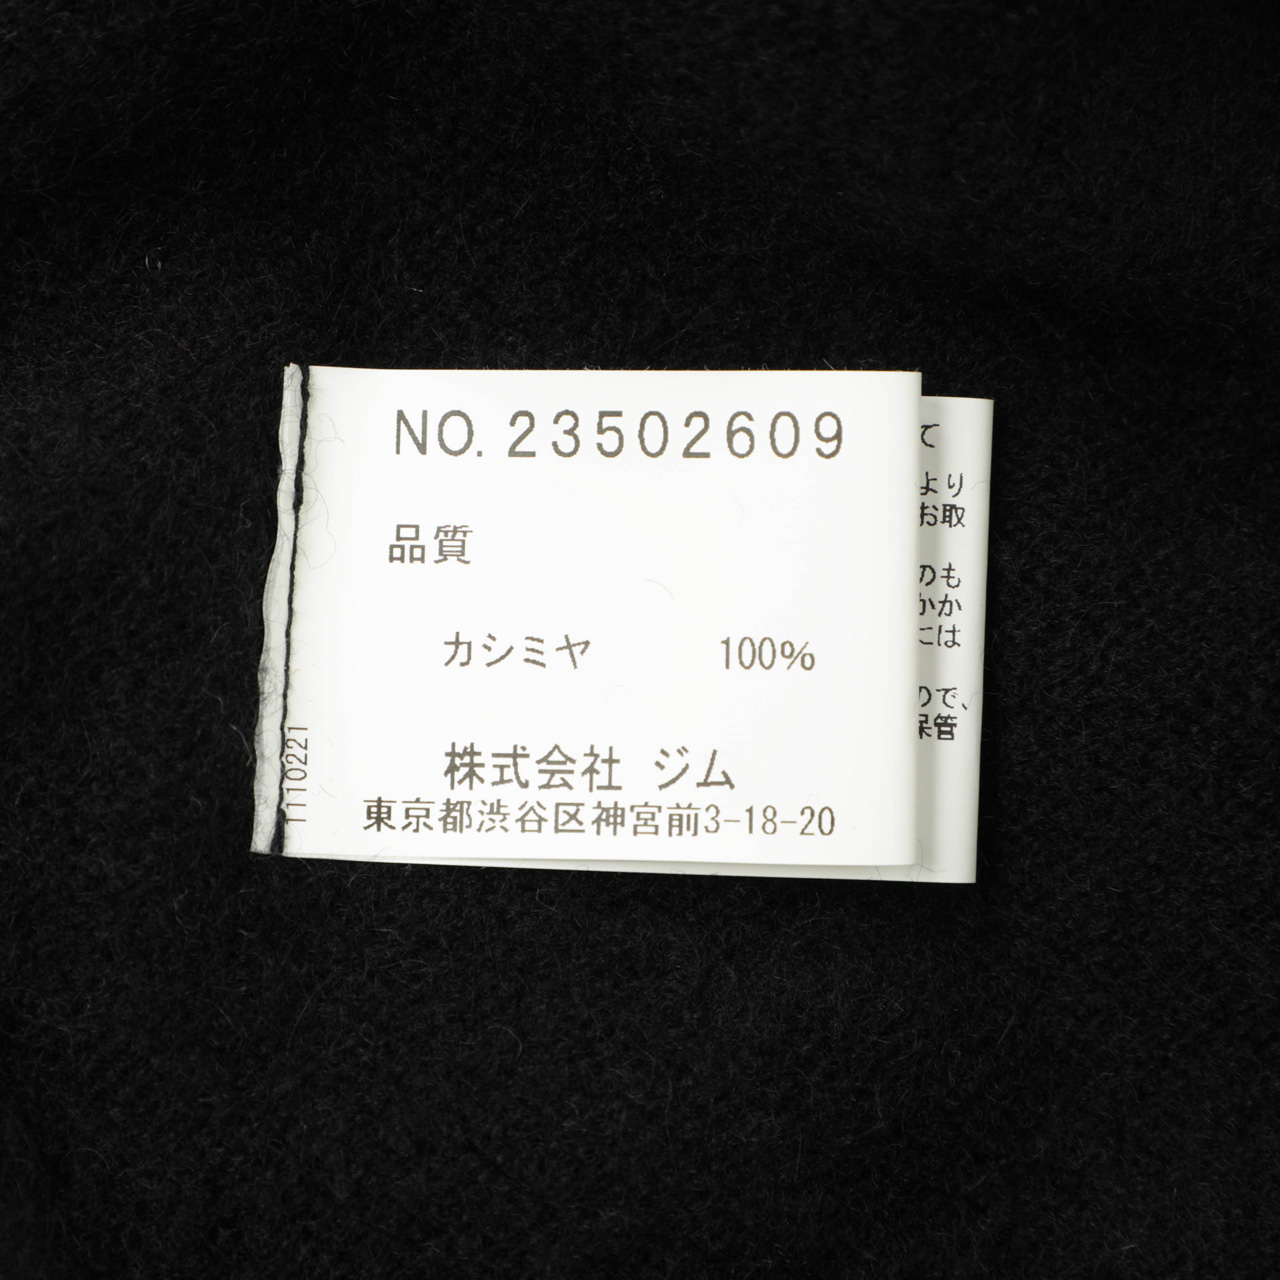 NO. 23502609
品質
カシミヤ 100%
株式会社 ジム
東京都渋谷区神宮前3-18-20
1110221
て
より
お取
のも
かか
には
ので、
保管